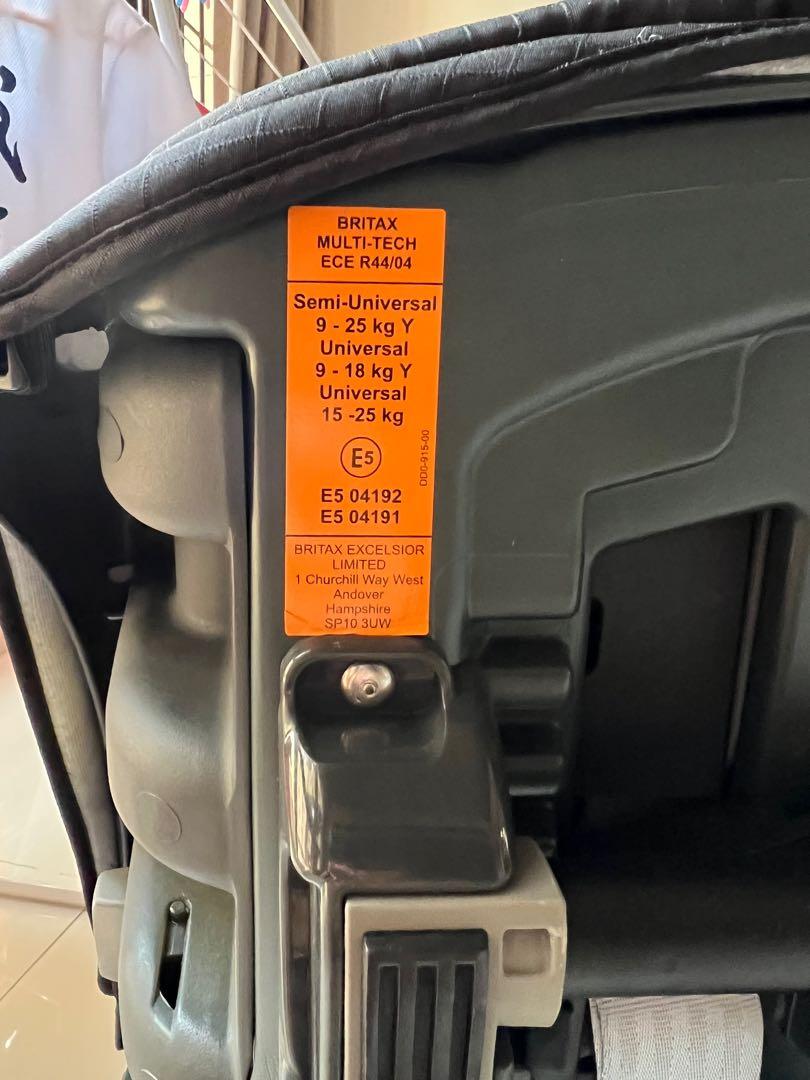 BRITAX
MULTI-TECH
ECE R44/04
Semi-Universal
9 - 25 kg Y
Universal
9 - 18 kg Y
Universal
15 -25 kg
E5
DD0-915-00
E5 04192
E5 04191
BRITAX EXCELSIOR
LIMITED
1 Churchill Way West
Andover
Hampshire
SP10 3UW